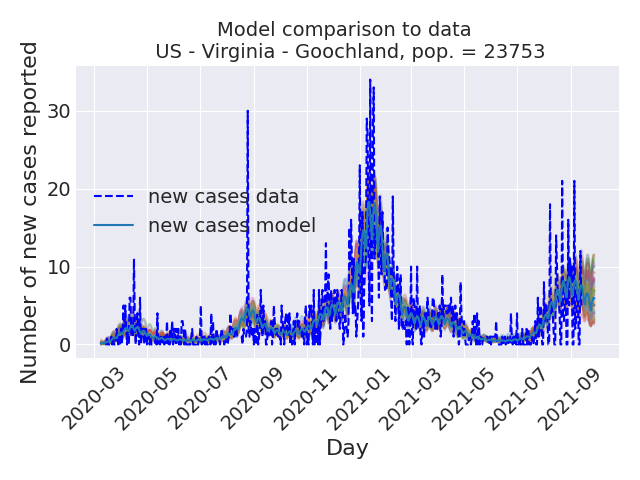 Model comparison to data
US - Virginia - Goochland, pop. = 23753
Number of new cases reported
30
20
10
0
new cases data
new cases model
2020-03
2020-05
2020-07
2020-09
2020-11
2021-01
2021-03
2021-05
2021-07
2021-09
Day